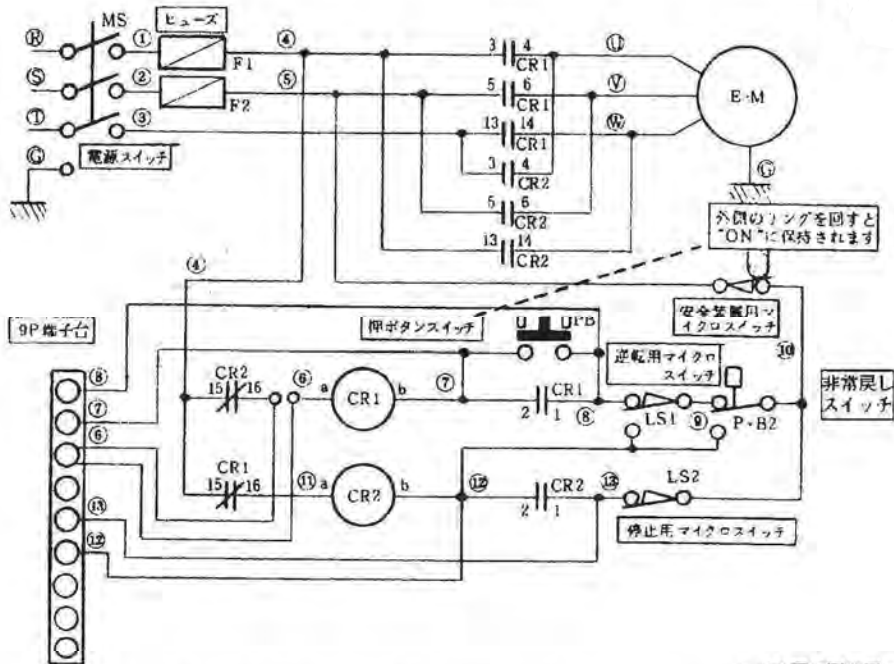 ヒューズ
MS
Ⓡ
①
④
F1
3 4
CR1
Ⓤ
Ⓢ
②
⑤
F2
5 6
CR1
Ⓥ
E-M
Ⓣ
③
13 14
CR1
Ⓦ
Ⓖ
電源スイッチ
3 4
CR2
Ⓖ
5 6
CR2
外側のリングを回すと
"ON"に保持されます
13 14
CR2
④
安全装置用マ
イクロスイッチ
押ボタンスイッチ
PB
⑩
9P端子台
逆転用マイクロ
スイッチ
非常戻し
スイッチ
⑧
CR2
15 16
⑥
a
CR1
b
⑦
CR1
2 1
⑧
LS1
⑨
P-B2
⑦
⑥
CR1
15 16
⑪
a
CR2
b
⑫
CR2
2 1
⑬
LS2
⑬
停止用マイクロスイッチ
⑫